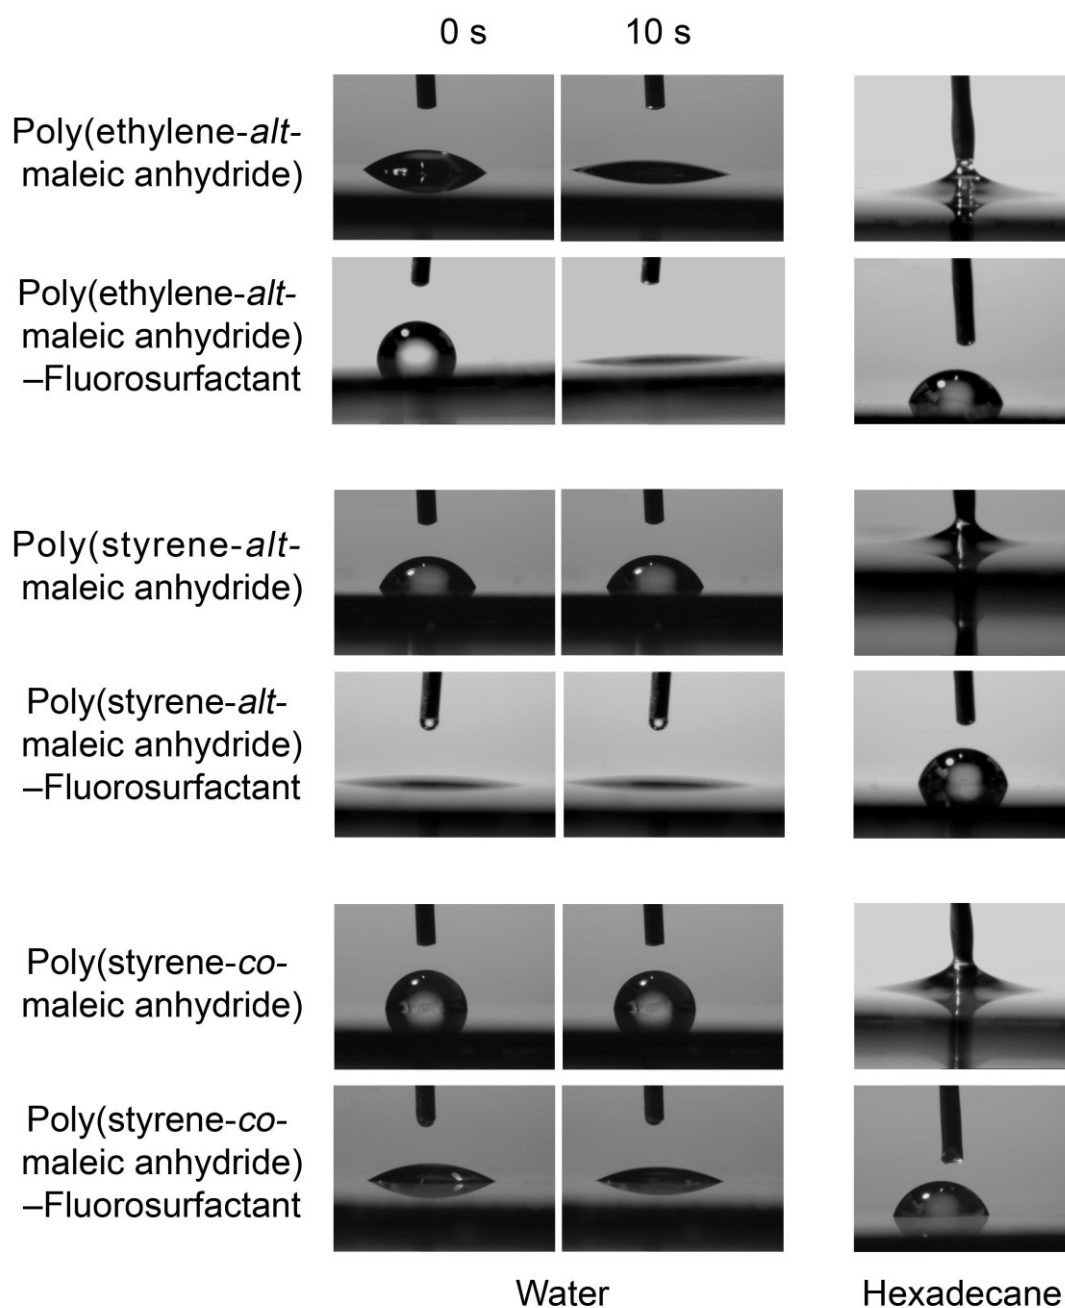 0 s 10 s
Poly(ethylene-alt-
maleic anhydride)
Poly(ethylene-alt-
maleic anhydride)
–Fluorosurfactant
Poly(styrene-alt-
maleic anhydride)
Poly(styrene-alt-
maleic anhydride)
–Fluorosurfactant
Poly(styrene-co-
maleic anhydride)
Poly(styrene-co-
maleic anhydride)
–Fluorosurfactant
Water Hexadecane